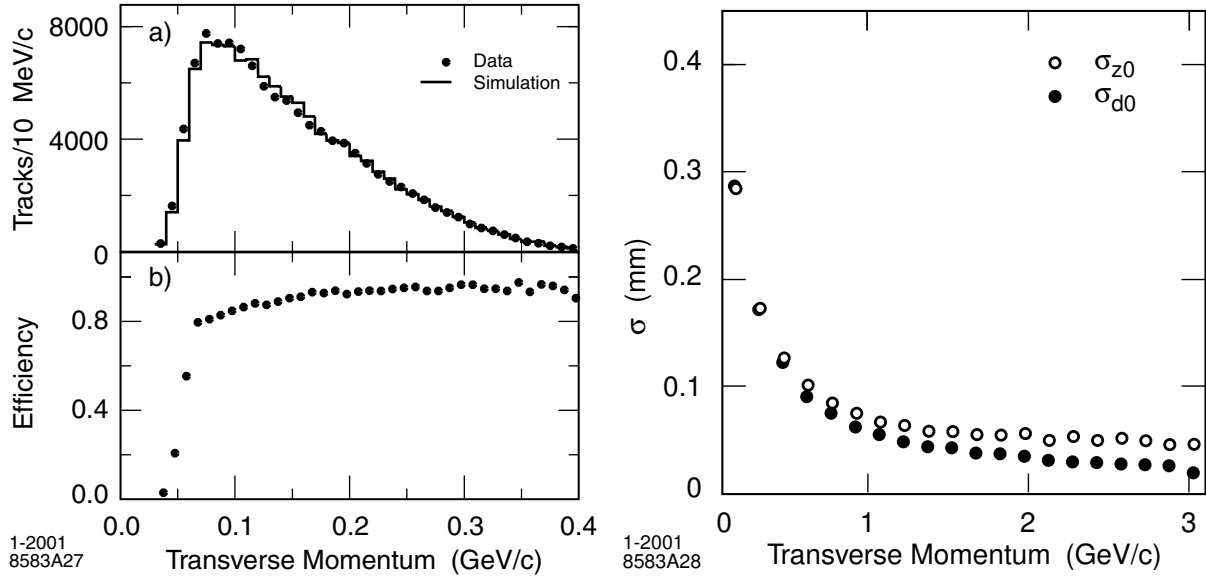 8000
a)
Data
Simulation
4000
0
Tracks/10 MeV/c
b)
0.8
0.4
0.0
Efficiency
0.0 0.1 0.2 0.3 0.4
Transverse Momentum (GeV/c)
1-2001
8583A27
0.4
σz0
σd0
0.3
0.2
0.1
0
σ (mm)
0 1 2 3
Transverse Momentum (GeV/c)
1-2001
8583A28